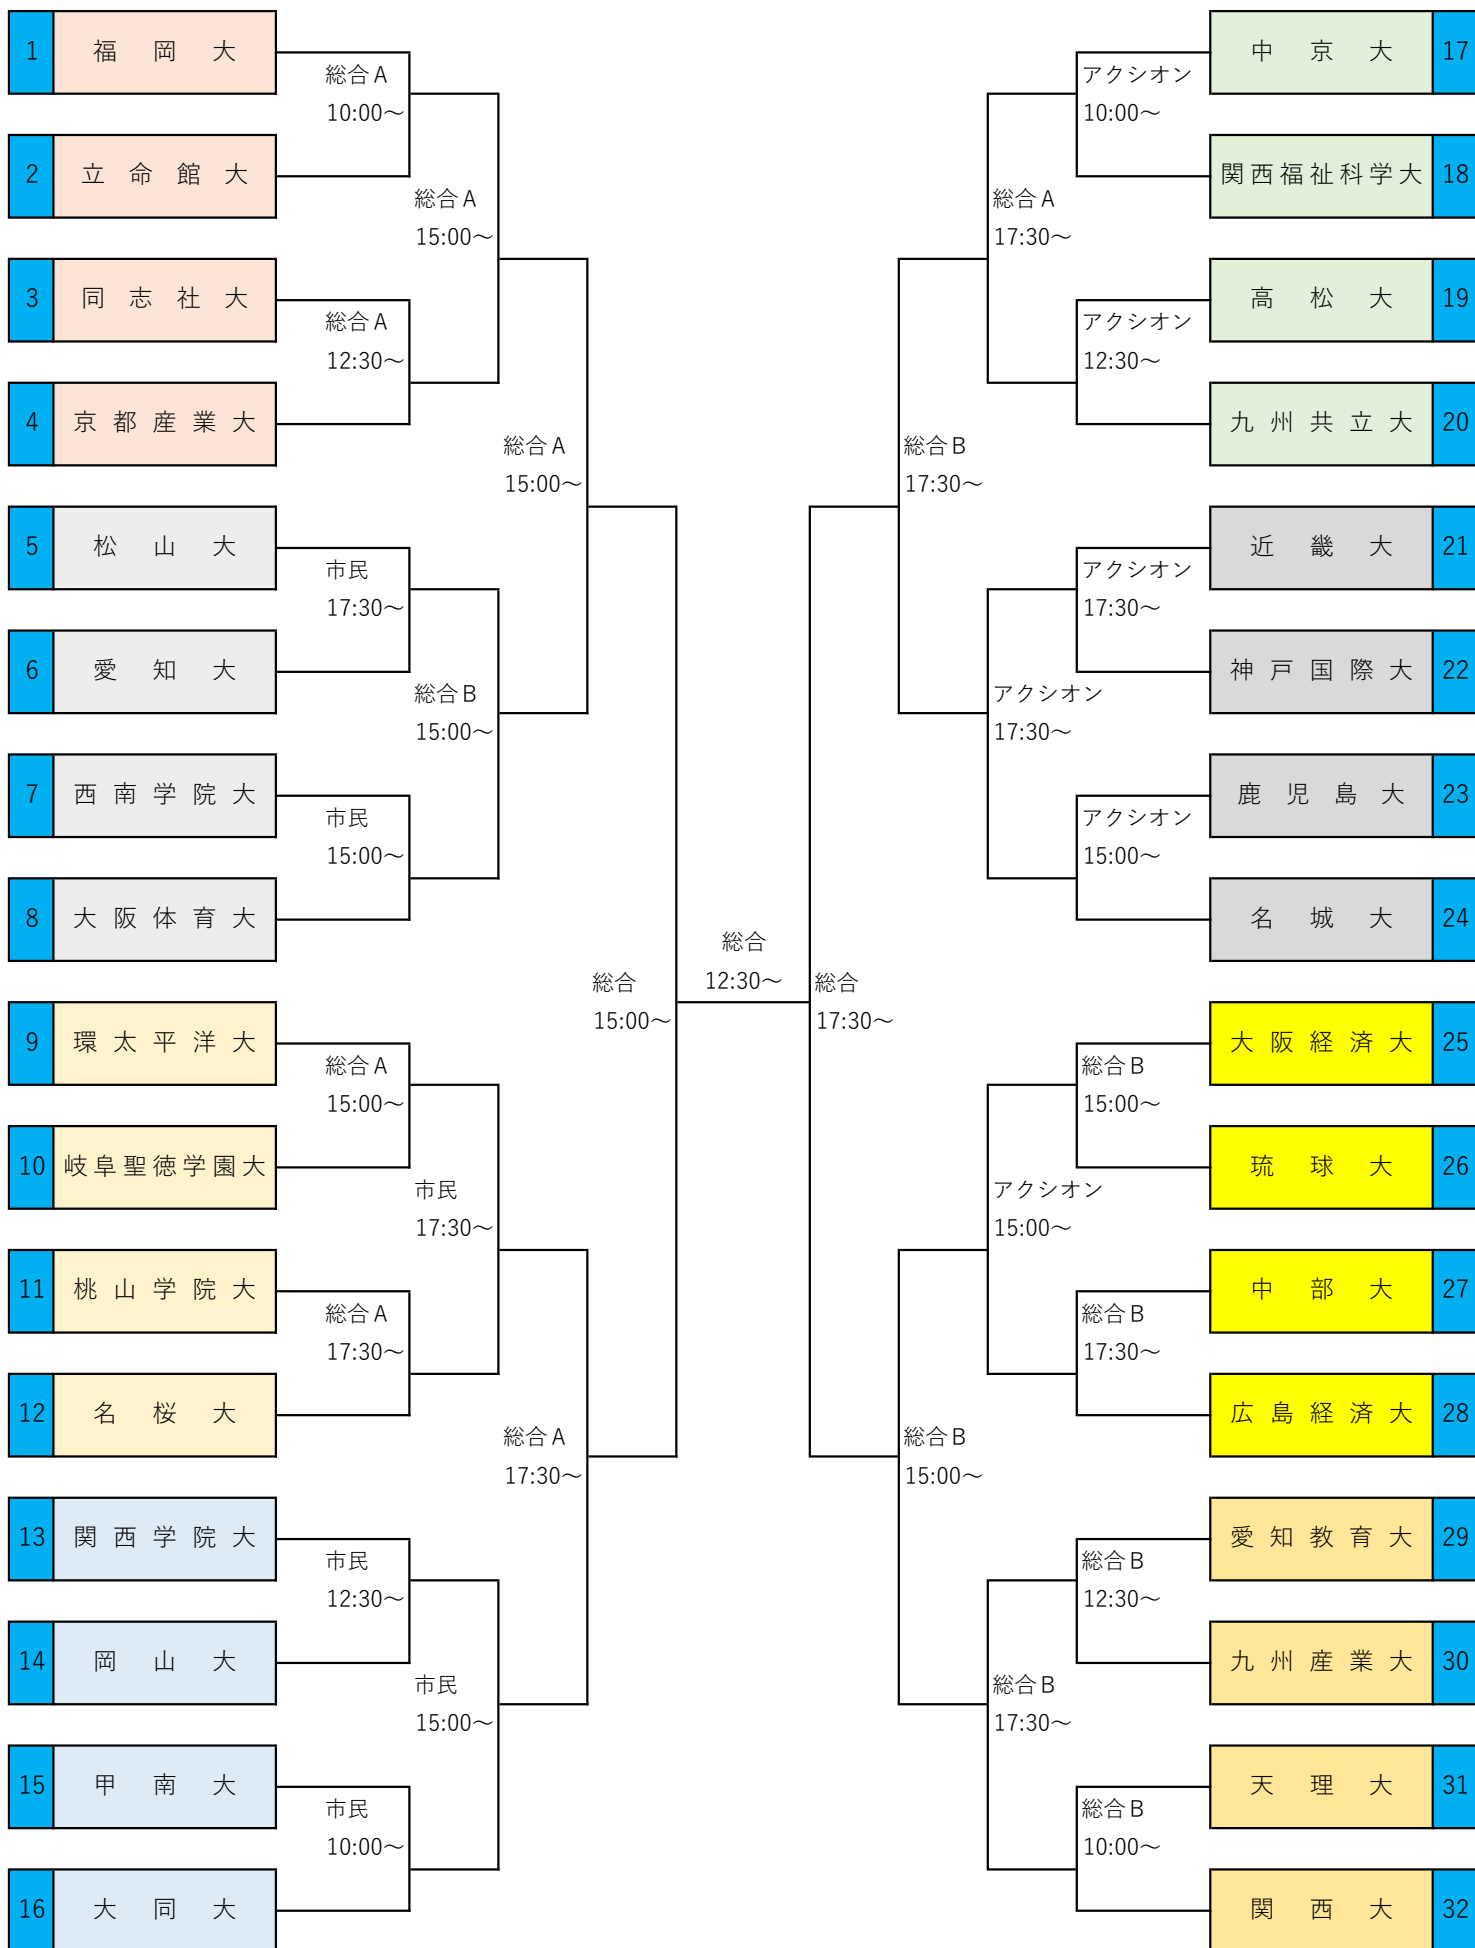 1 福岡大
総合A
10:00～
2 立命館大
総合A
15:00～
3 同志社大
総合A
12:30～
4 京都産業大
総合A
15:00～
5 松山大
市民
17:30～
6 愛知大
総合B
15:00～
7 西南学院大
市民
15:00～
8 大阪体育大
総合
15:00～
9 環太平洋大
総合A
15:00～
10 岐阜聖徳学園大
市民
17:30～
11 桃山学院大
総合A
17:30～
12 名桜大
総合A
17:30～
13 関西学院大
市民
12:30～
14 岡山大
市民
15:00～
15 甲南大
市民
10:00～
16 大同大
総合
12:30～
中京大 17
アクシオン
10:00～
関西福祉科学大 18
総合A
17:30～
高松大 19
アクシオン
12:30～
九州共立大 20
総合B
17:30～
近畿大 21
アクシオン
17:30～
神戸国際大 22
アクシオン
17:30～
鹿児島大 23
アクシオン
15:00～
名城大 24
総合
17:30～
大阪経済大 25
総合B
15:00～
琉球大 26
アクシオン
15:00～
中部大 27
総合B
17:30～
広島経済大 28
総合B
15:00～
愛知教育大 29
総合B
12:30～
九州産業大 30
総合B
17:30～
天理大 31
総合B
10:00～
関西大 32